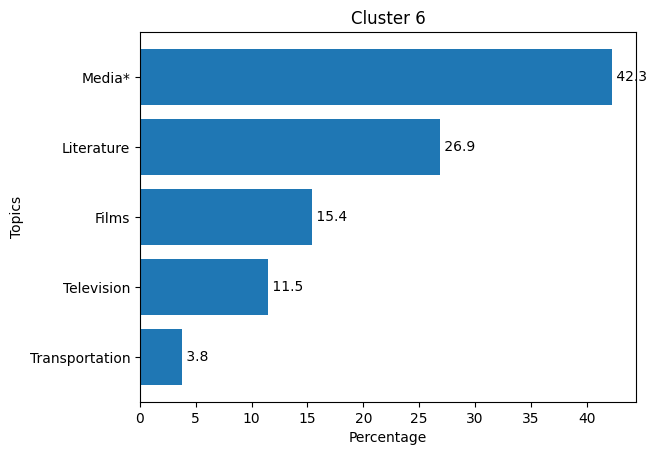 Cluster 6
Topics
Media* 42.3
Literature 26.9
Films 15.4
Television 11.5
Transportation 3.8
0 5 10 15 20 25 30 35 40
Percentage